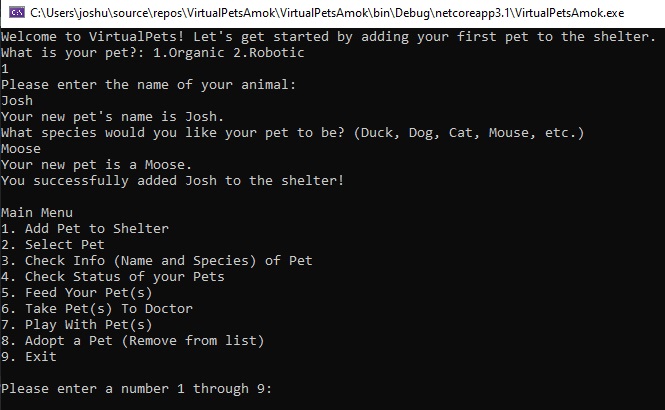 C:\Users\joshu\source\repos\VirtualPetsAmok\VirtualPetsAmok\bin\Debug\netcoreapp3.1\VirtualPetsAmok.exe
Welcome to VirtualPets! Let's get started by adding your first pet to the shelter.
What is your pet?: 1.Organic 2.Robotic
1
Please enter the name of your animal:
Josh
Your new pet's name is Josh.
What species would you like your pet to be? (Duck, Dog, Cat, Mouse, etc.)
Moose
Your new pet is a Moose.
You successfully added Josh to the shelter!
Main Menu
1. Add Pet to Shelter
2. Select Pet
3. Check Info (Name and Species) of Pet
4. Check Status of your Pets
5. Feed Your Pet(s)
6. Take Pet(s) To Doctor
7. Play With Pet(s)
8. Adopt a Pet (Remove from list)
9. Exit
Please enter a number 1 through 9: